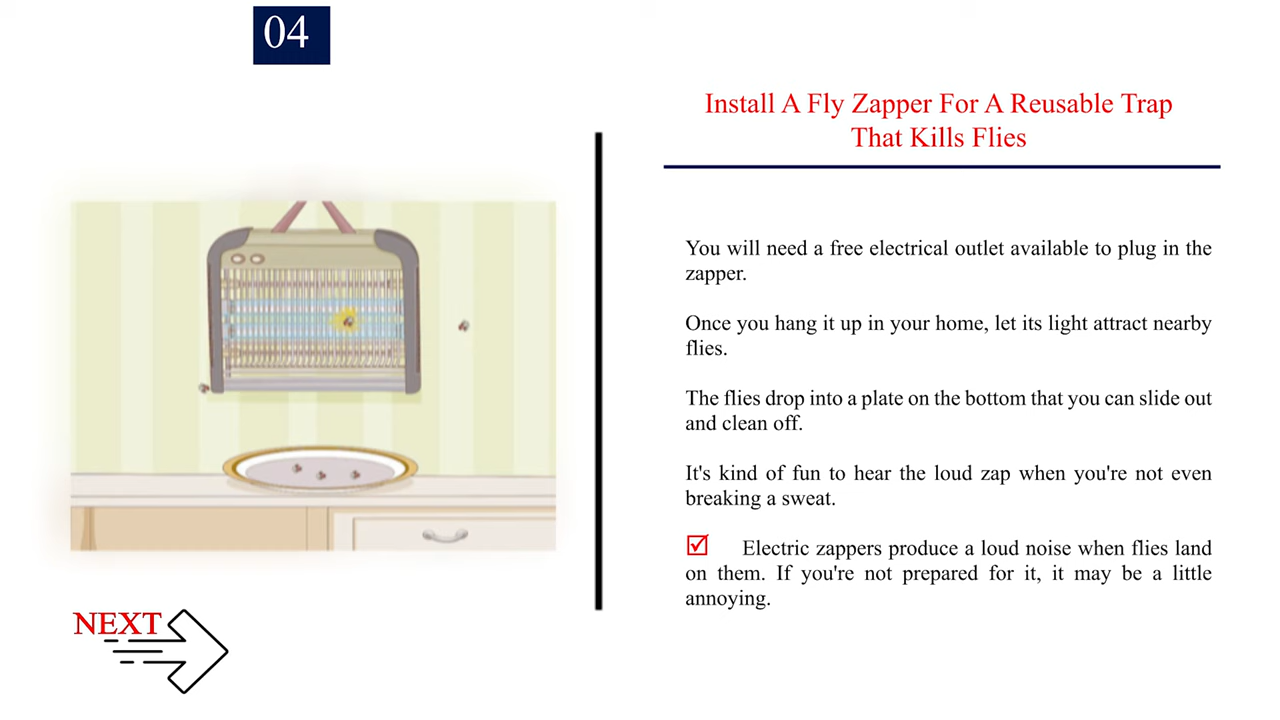 04
Install A Fly Zapper For A Reusable Trap
That Kills Flies
You will need a free electrical outlet available to plug in the
zapper.
Once you hang it up in your home, let its light attract nearby
flies.
The flies drop into a plate on the bottom that you can slide out
and clean off.
It's kind of fun to hear the loud zap when you're not even
breaking a sweat.
☑ Electric zappers produce a loud noise when flies land
on them. If you're not prepared for it, it may be a little
annoying.
NEXT